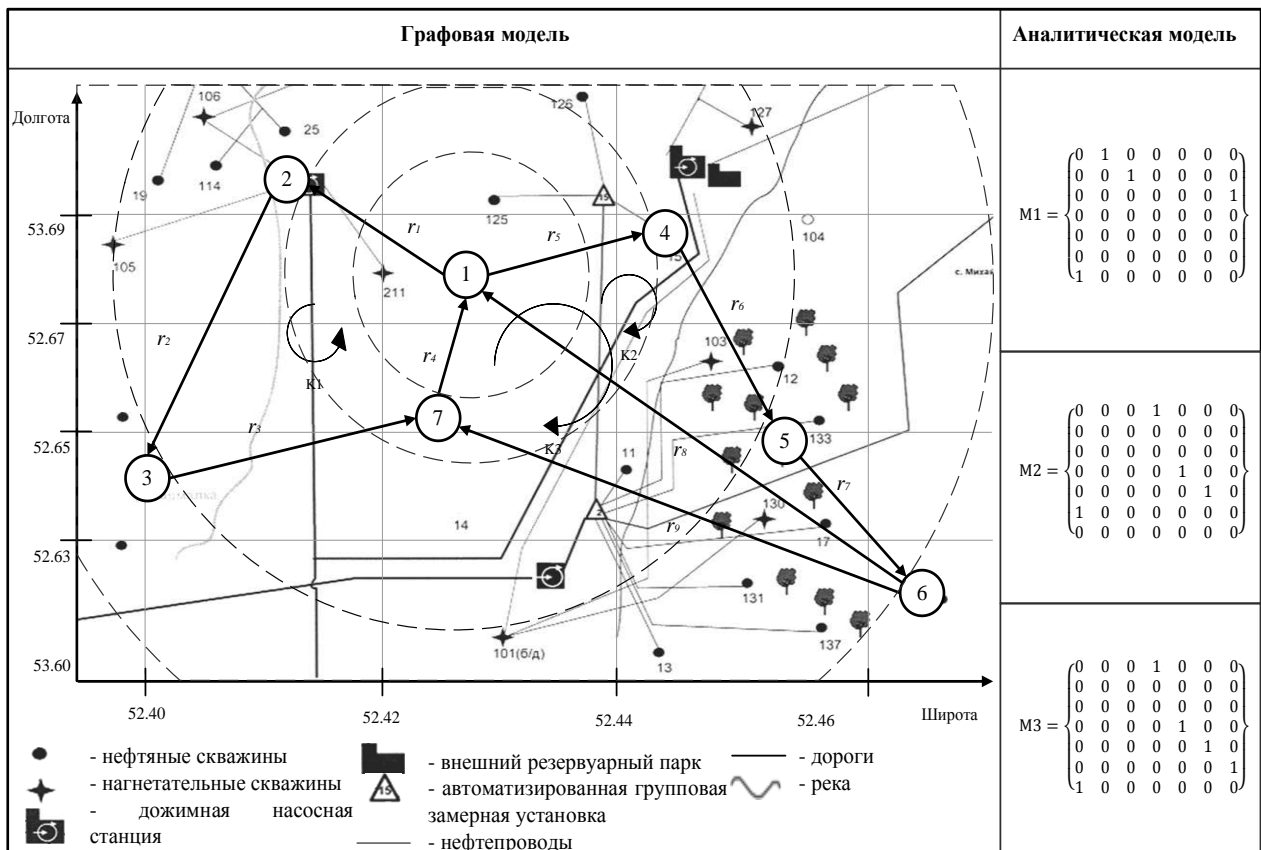 Графовая модель
Аналитическая модель
Долгота
106
25
126
127
19
114
2
15
125
4
104
53.69
r1
r5
15
105
211
1
с. Миха
r6
52.67
r2
r4
K2
103
K1
12
7
r3
K3
133
52.65
5
3
11
r8
r7
130
14
2
r9
17
52.63
6
131
137
53.60
101(б/д)
13
52.40
52.42
52.44
52.46
Широта
- нефтяные скважины
- нагнетательные скважины
- дожимная насосная
станция
- внешний резервуарный парк
15
- автоматизированная групповая
замерная установка
- нефтепроводы
- дороги
- река
0 1 0 0 0 0 0
0 0 1 0 0 0 0
0 0 0 0 0 0 1
M1 = 0 0 0 0 0 0 0
0 0 0 0 0 0 0
0 0 0 0 0 0 0
1 0 0 0 0 0 0
0 0 0 1 0 0 0
0 0 0 0 0 0 0
0 0 0 0 0 0 0
M2 = 0 0 0 0 1 0 0
0 0 0 0 0 1 0
1 0 0 0 0 0 0
0 0 0 0 0 0 0
0 0 0 1 0 0 0
0 0 0 0 0 0 0
0 0 0 0 0 0 0
M3 = 0 0 0 0 1 0 0
0 0 0 0 0 1 0
0 0 0 0 0 0 1
1 0 0 0 0 0 0